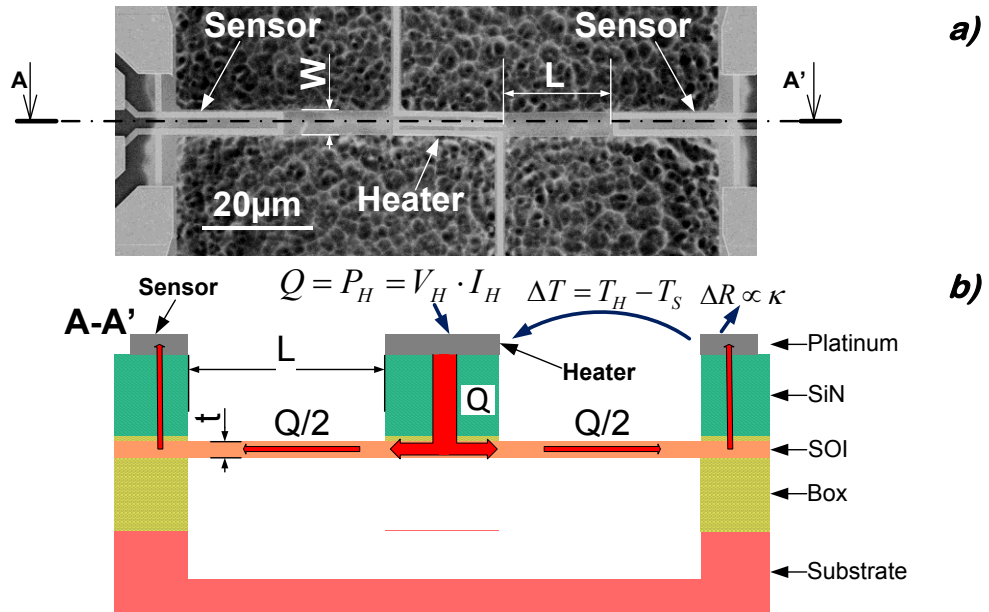 a)
Sensor
Sensor
A
A'
W
L
Heater
20µm
b)
Q = P_H = V_H · I_H
ΔT = T_H − T_S
ΔR ∝ κ
Sensor
A-A'
Platinum
L
Heater
SiN
Q
t
Q/2
Q/2
SOI
Box
Substrate